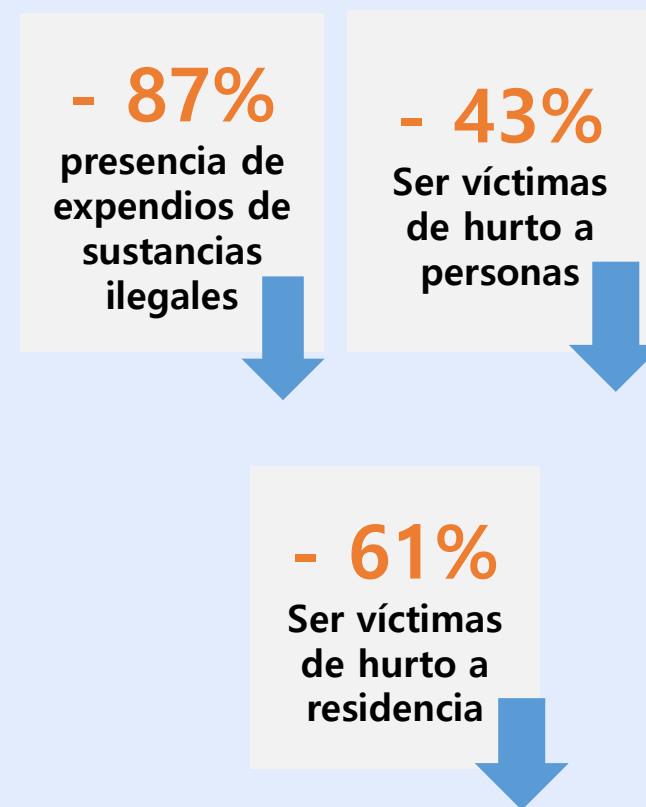 - 87%
presencia de
expendios de
sustancias
ilegales
- 43%
Ser víctimas
de hurto a
personas
- 61%
Ser víctimas
de hurto a
residencia